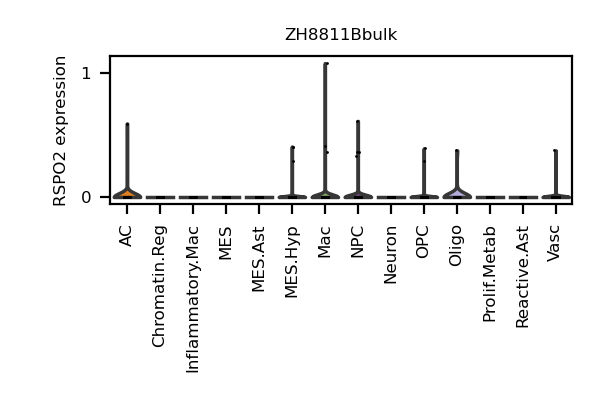 ZH8811Bbulk
RSPO2 expression
1
0
AC
Chromatin.Reg
Inflammatory.Mac
MES
MES.Ast
MES.Hyp
Mac
NPC
Neuron
OPC
Oligo
Prolif.Metab
Reactive.Ast
Vasc